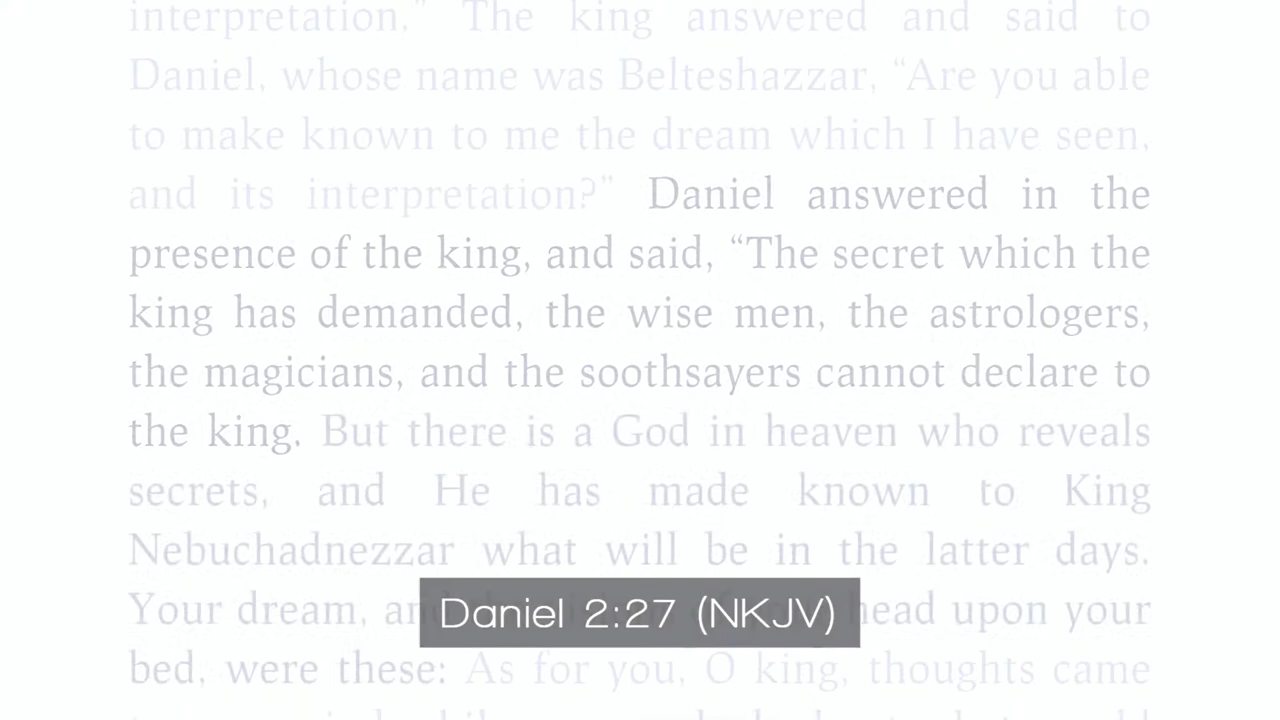 interpretation.” The king answered and said to
Daniel, whose name was Belteshazzar, “Are you able
to make known to me the dream which I have seen,
and its interpretation?” Daniel answered in the
presence of the king, and said, “The secret which the
king has demanded, the wise men, the astrologers,
the magicians, and the soothsayers cannot declare to
the king. But there is a God in heaven who reveals
secrets, and He has made known to King
Nebuchadnezzar what will be in the latter days.
Your dream, head upon your
Daniel 2:27 (NKJV)
bed, were these: As for you, O king, thoughts came